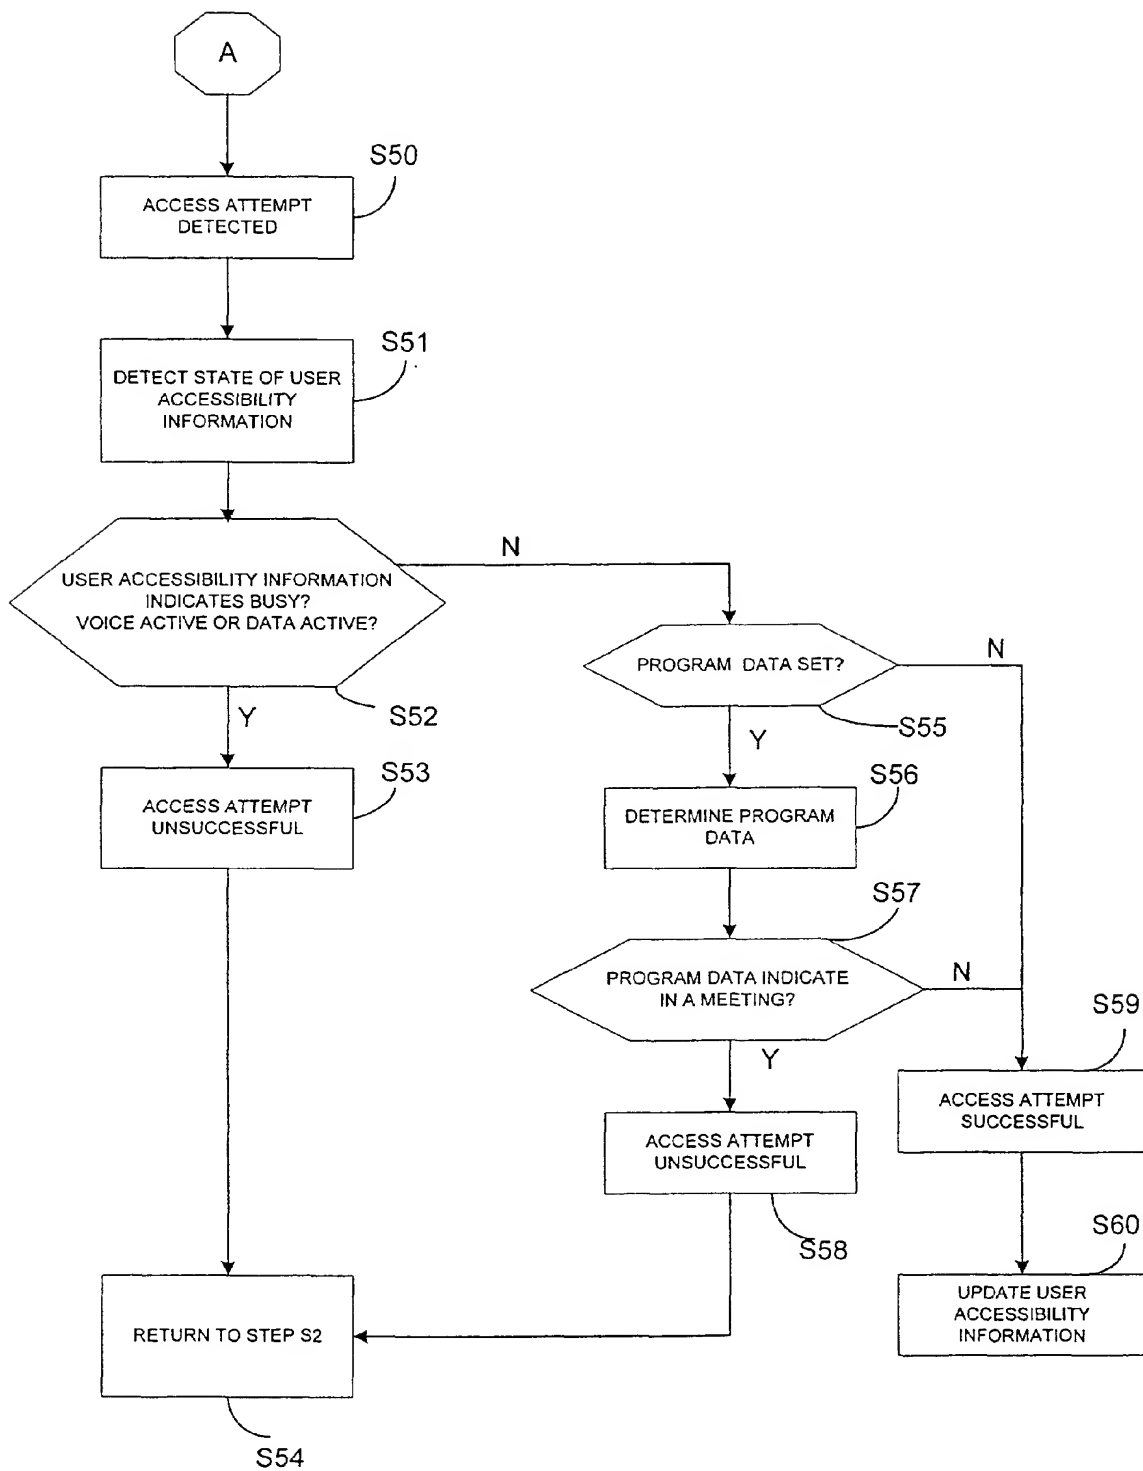 A
S50
ACCESS ATTEMPT
DETECTED
S51
DETECT STATE OF USER
ACCESSIBILITY
INFORMATION
N
USER ACCESSIBILITY INFORMATION
INDICATES BUSY?
VOICE ACTIVE OR DATA ACTIVE?
S52
Y
N
PROGRAM DATA SET?
S55
Y
S53
ACCESS ATTEMPT
UNSUCCESSFUL
S56
DETERMINE PROGRAM
DATA
S57
PROGRAM DATA INDICATE
IN A MEETING?
N
Y
S59
ACCESS ATTEMPT
SUCCESSFUL
ACCESS ATTEMPT
UNSUCCESSFUL
S58
S60
UPDATE USER
ACCESSIBILITY
INFORMATION
RETURN TO STEP S2
S54